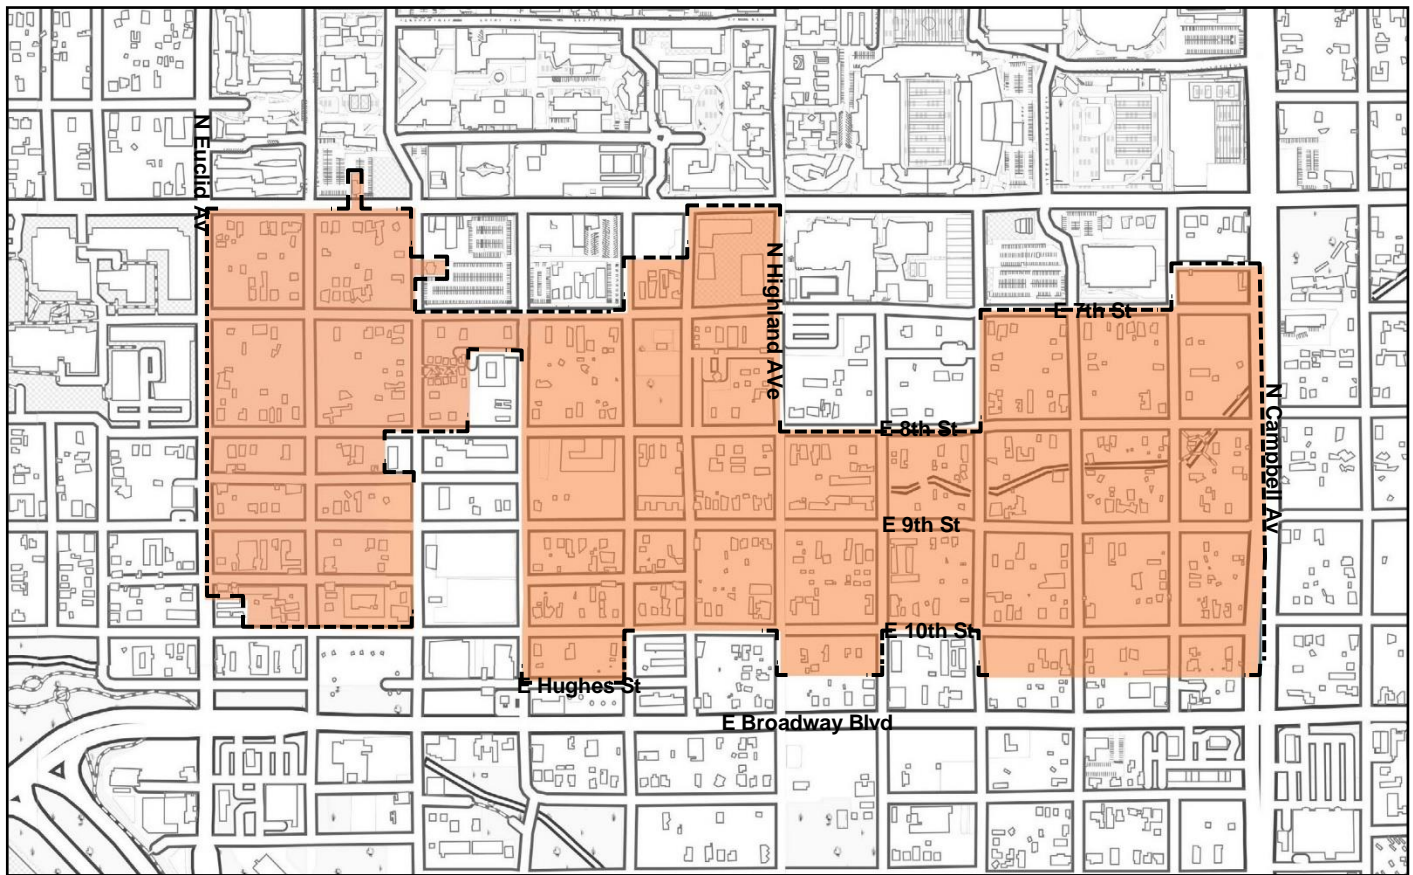 N Euclid Av
N Highland AVe
E 7th St
N Campbell Av
E 8th St
E 9th St
E 10th St
E Hughes St
E Broadway Blvd